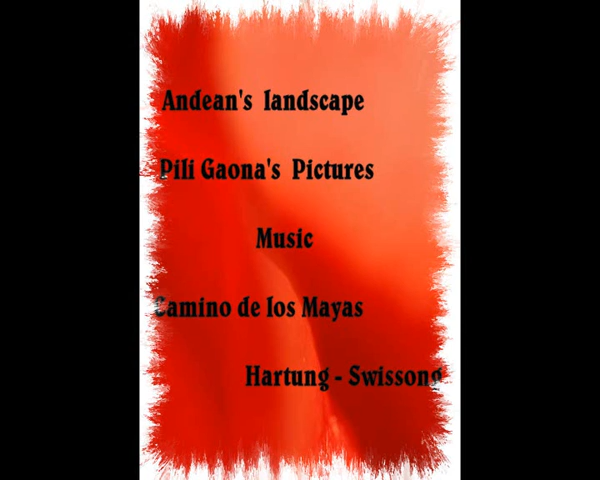 Andean's landscape
Pili Gaona's Pictures
Music
Camino de los Mayas
Hartung - Swissong